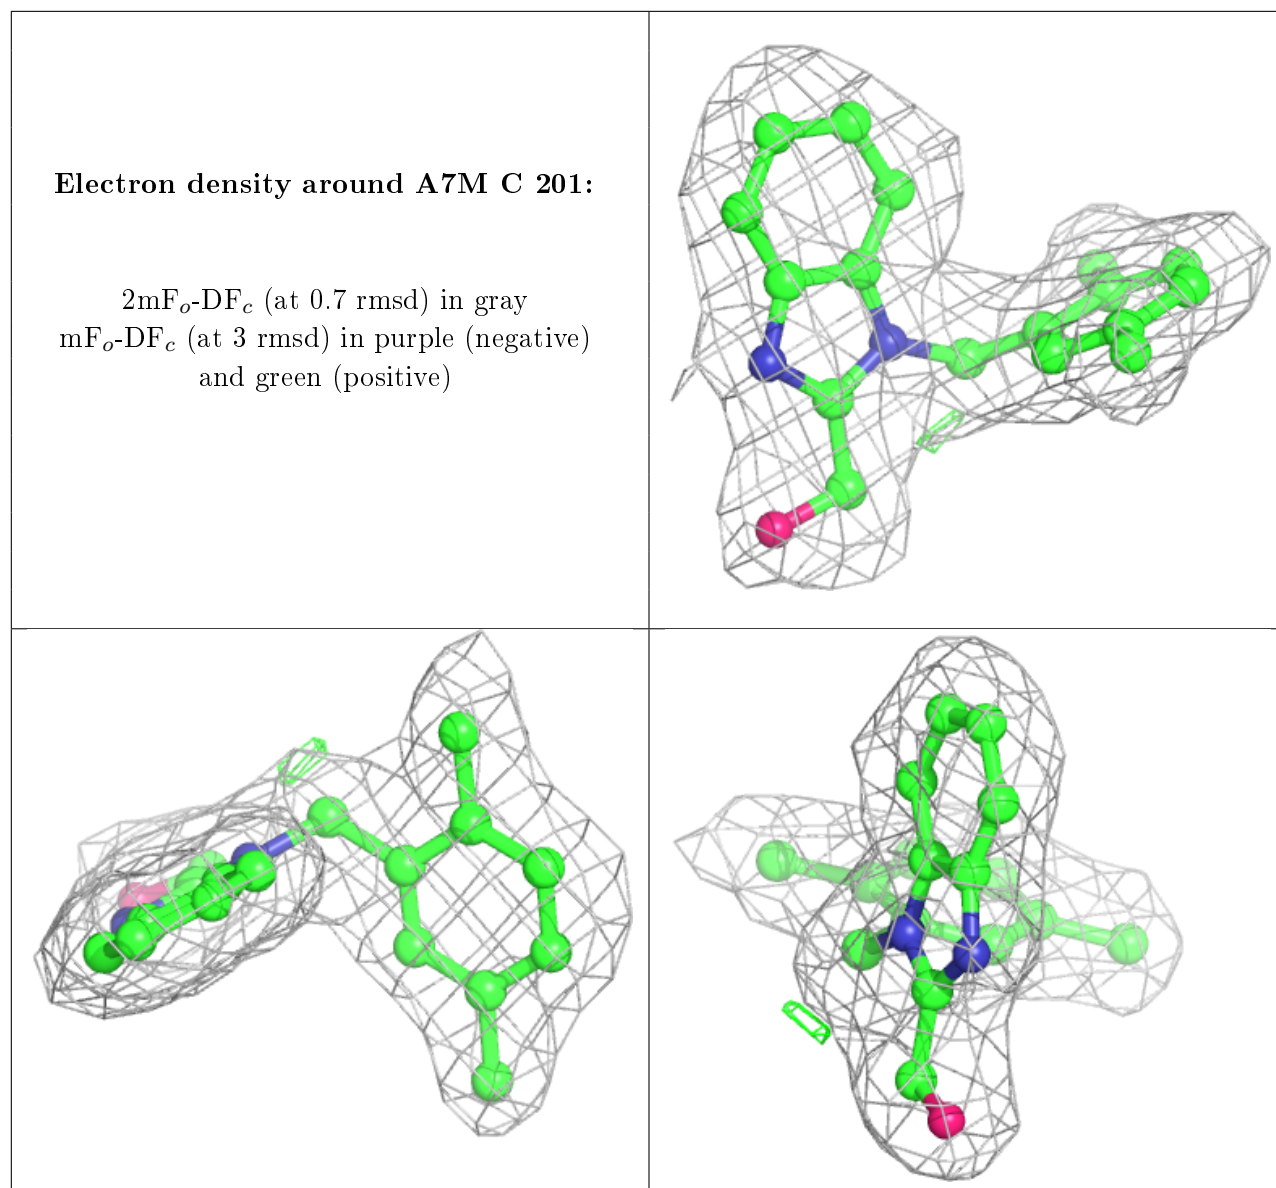 Electron density around A7M C 201:
2mFₒ-DF𝒸 (at 0.7 rmsd) in gray
mFₒ-DF𝒸 (at 3 rmsd) in purple (negative)
and green (positive)